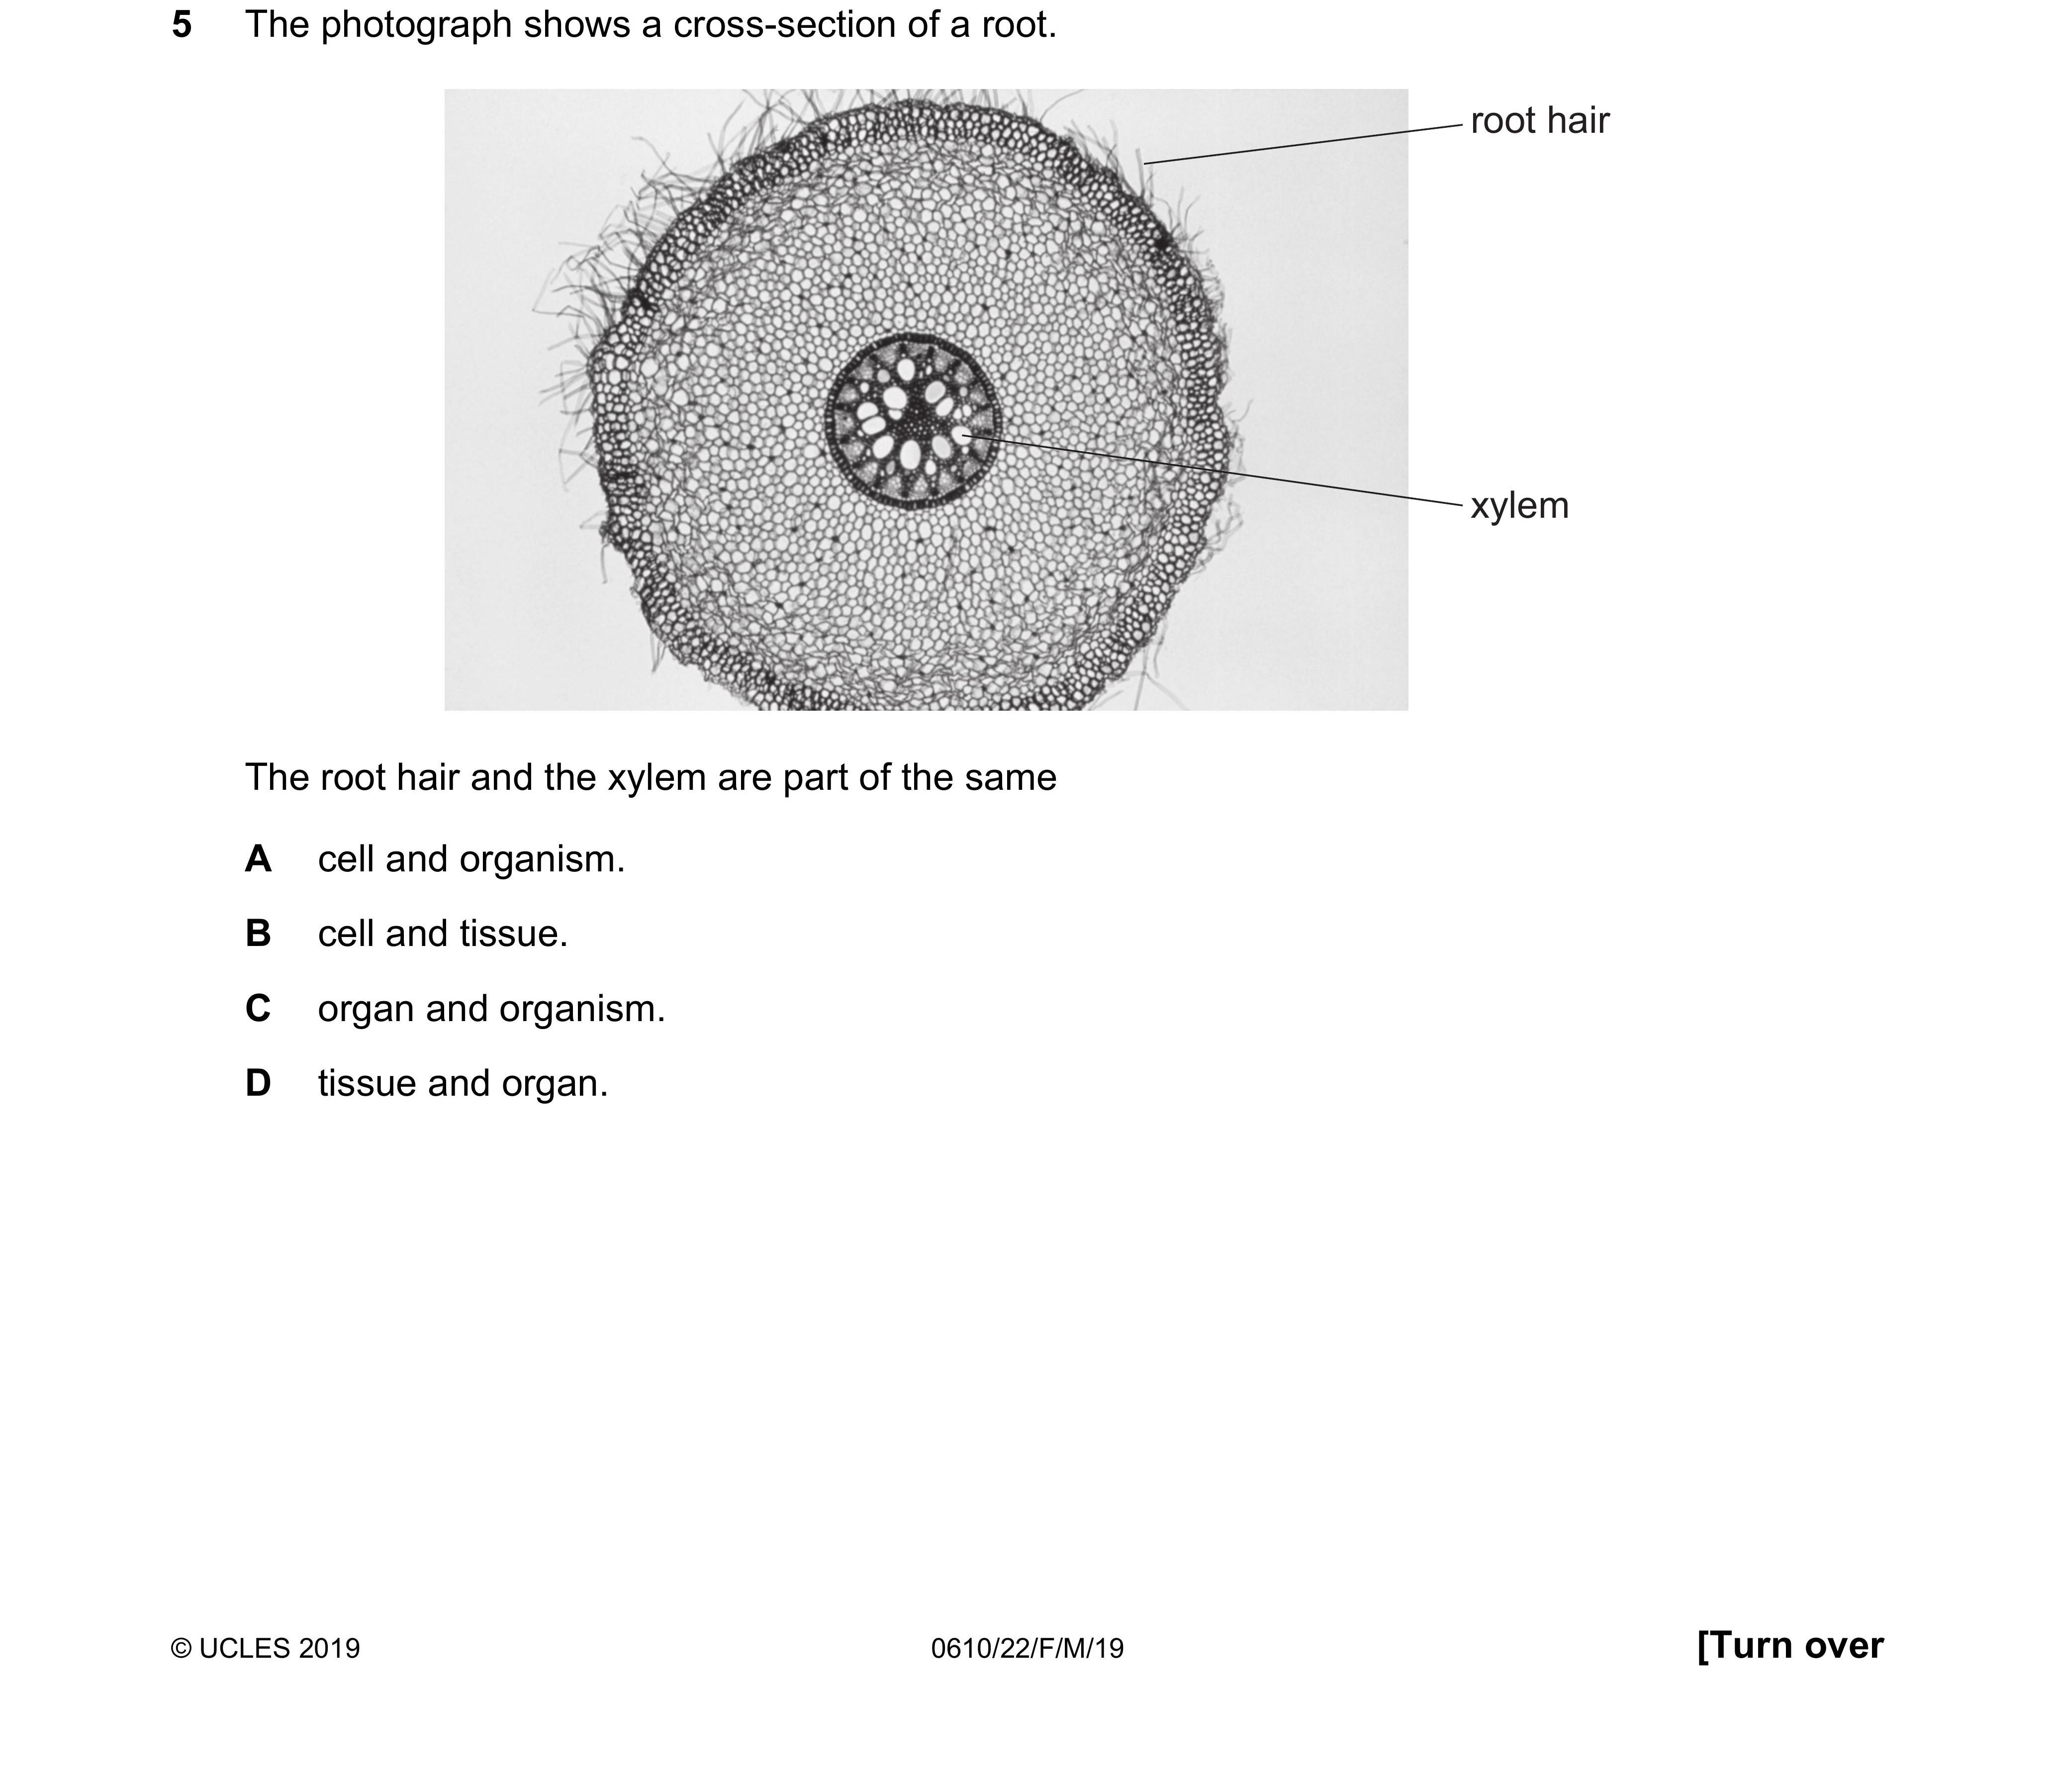 5 The photograph shows a cross-section of a root.
root hair
xylem
The root hair and the xylem are part of the same
A cell and organism.
B cell and tissue.
C organ and organism.
D tissue and organ.
© UCLES 2019 0610/22/F/M/19 [Turn over